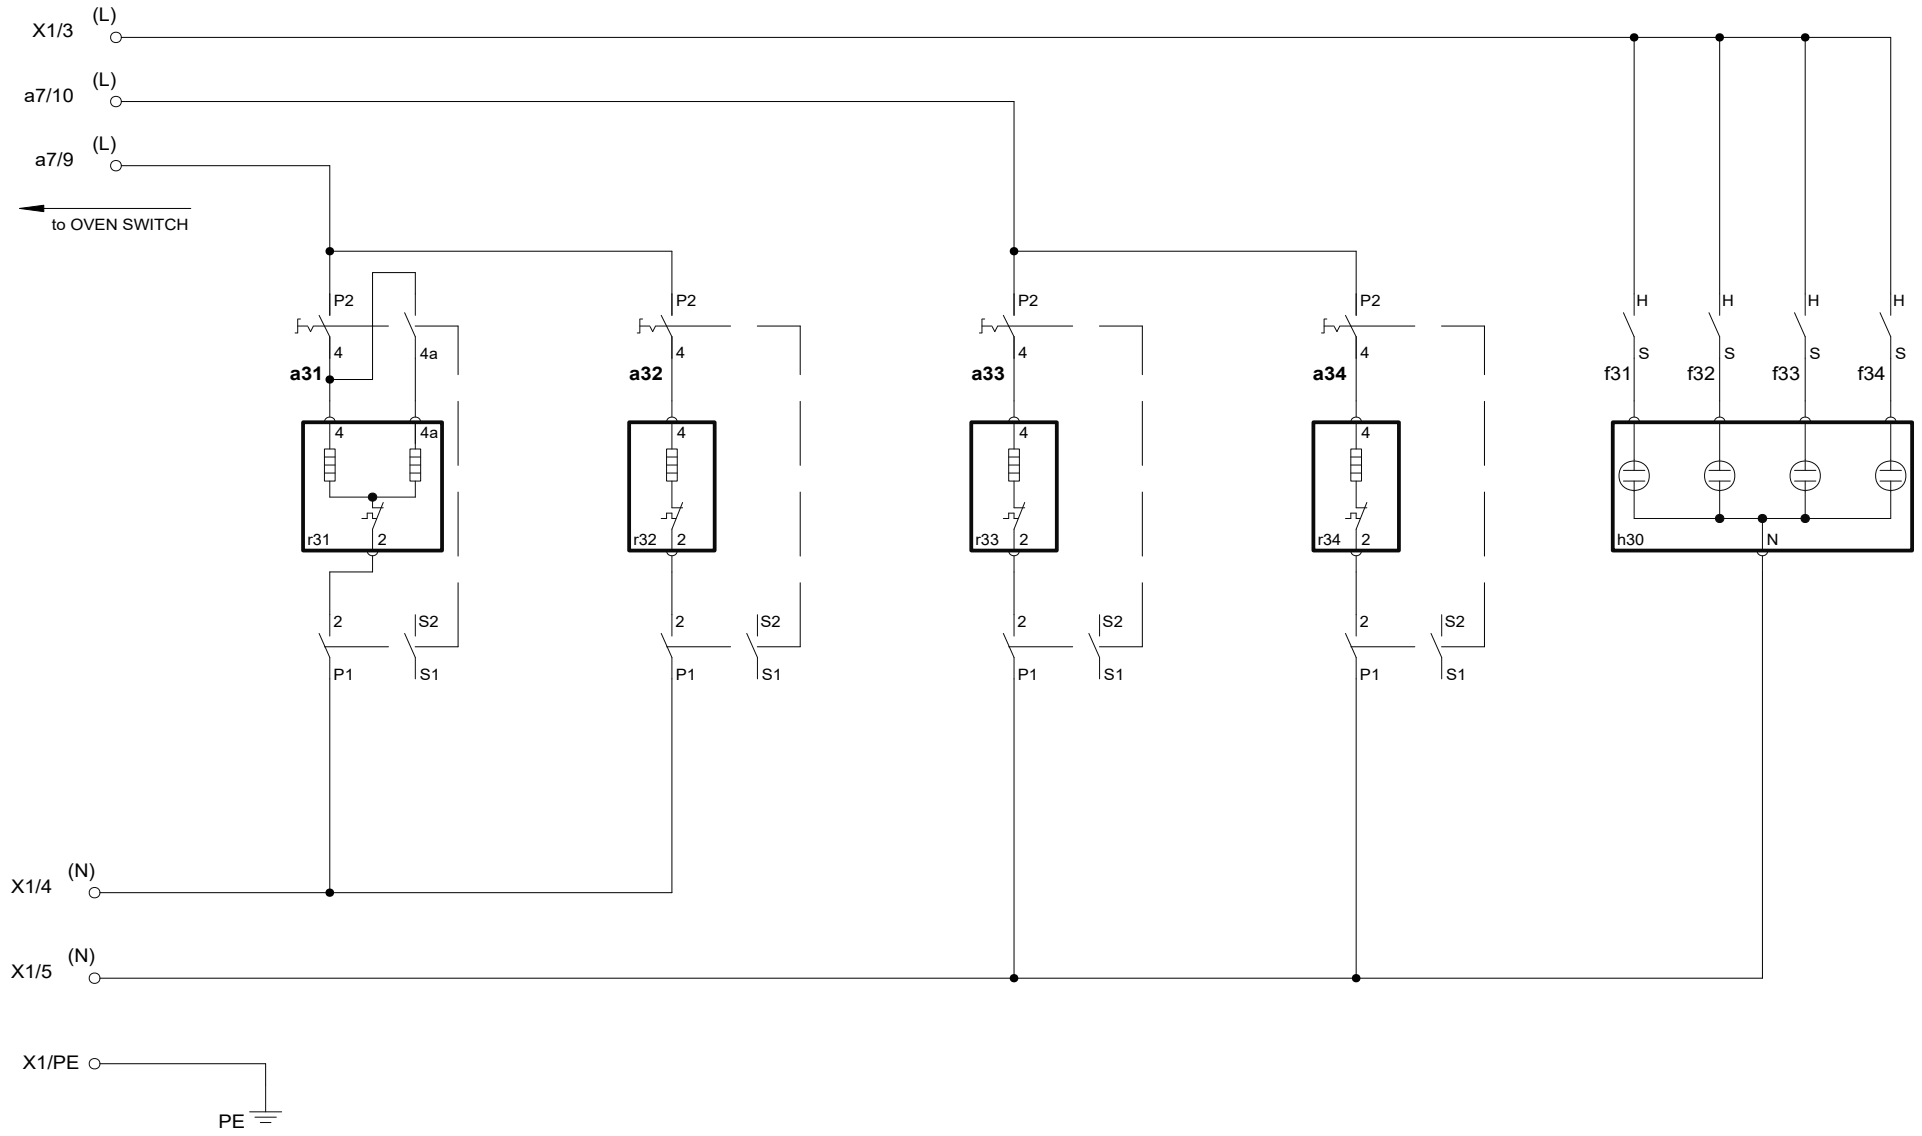 (L)
X1/3
(L)
a7/10
(L)
a7/9
to OVEN SWITCH
P2 P2 P2 P2 H H H H
4 4a 4 4 4 S S S S
a31 a32 a33 a34 f31 f32 f33 f34
4 4a 4 4 4
r31 2 r32 2 r33 2 r34 2 h30 N
2 S2 2 S2 2 S2 2 S2
P1 S1 P1 S1 P1 S1 P1 S1
(N)
X1/4
(N)
X1/5
X1/PE
PE